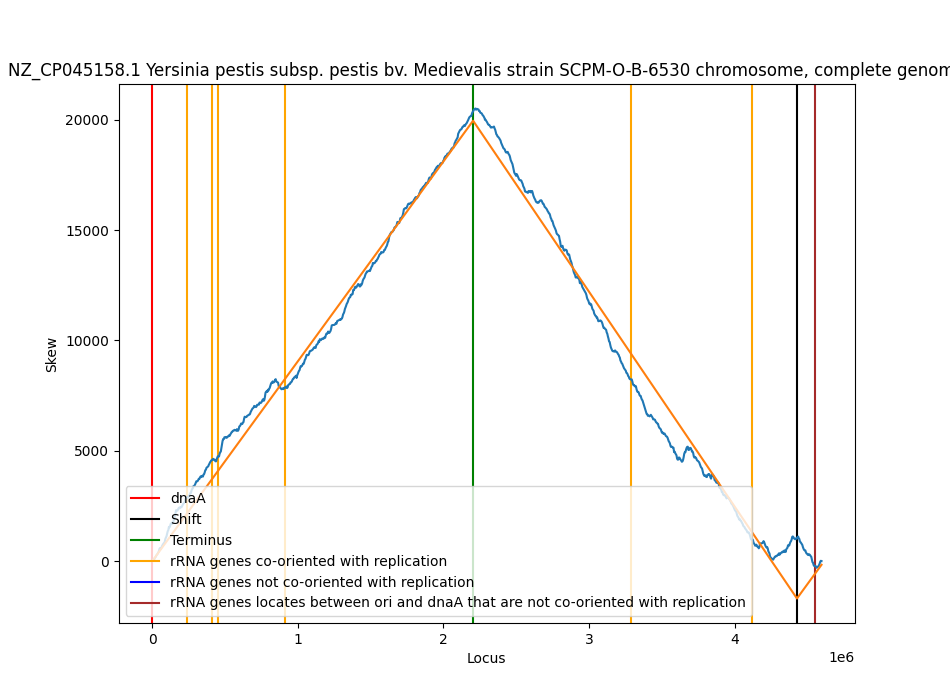 NZ_CP045158.1 Yersinia pestis subsp. pestis bv. Medievalis strain SCPM-O-B-6530 chromosome, complete genom
Skew
20000
15000
10000
5000
0
dnaA
Shift
Terminus
rRNA genes co-oriented with replication
rRNA genes not co-oriented with replication
rRNA genes locates between ori and dnaA that are not co-oriented with replication
0 1 2 3 4
Locus
1e6